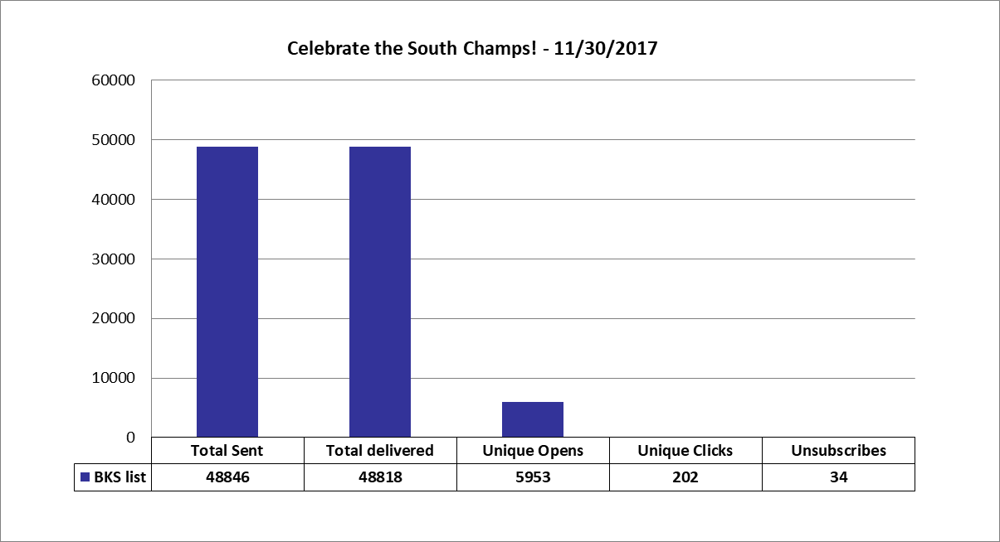 Celebrate the South Champs! - 11/30/2017
60000
50000
40000
30000
20000
10000
0
Total Sent Total delivered Unique Opens Unique Clicks Unsubscribes
BKS list 48846 48818 5953 202 34